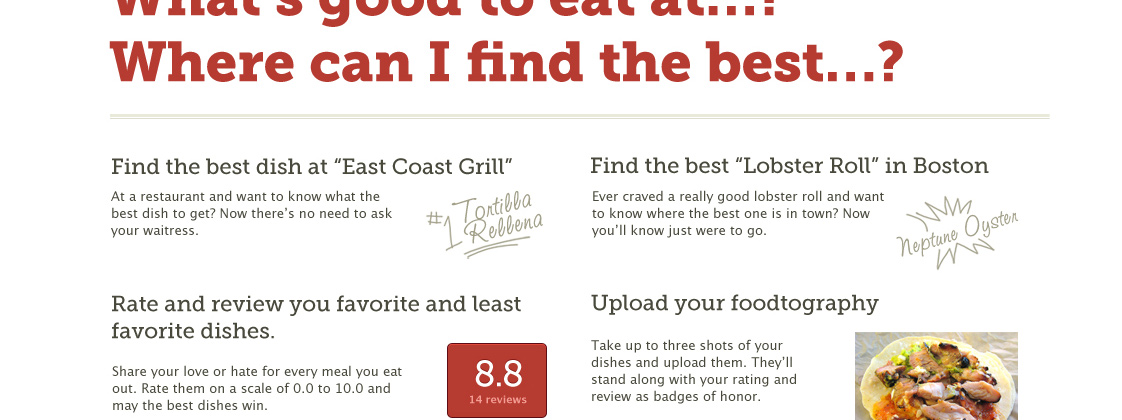 What's good to eat at...?
Where can I find the best...?
Find the best dish at “East Coast Grill”
At a restaurant and want to know what the
best dish to get? Now there's no need to ask
your waitress.
#1 Tortilla
Rellena
Find the best “Lobster Roll” in Boston
Ever craved a really good lobster roll and want
to know where the best one is in town? Now
you'll know just were to go.
Neptune Oyster
Rate and review you favorite and least
favorite dishes.
Share your love or hate for every meal you eat
out. Rate them on a scale of 0.0 to 10.0 and
may the best dishes win.
8.8
14 reviews
Upload your foodtography
Take up to three shots of your
dishes and upload them. They'll
stand along with your rating and
review as badges of honor.